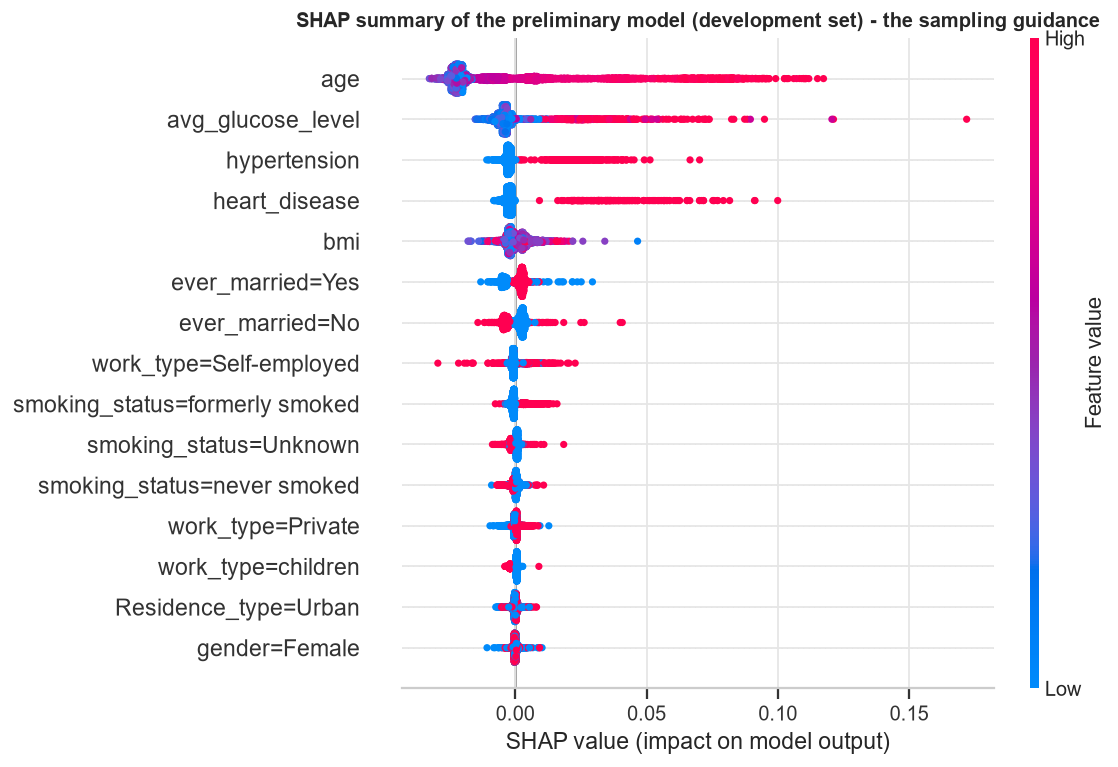 SHAP summary of the preliminary model (development set) - the sampling guidance
High
age
avg_glucose_level
hypertension
heart_disease
bmi
ever_married=Yes
ever_married=No
work_type=Self-employed
smoking_status=formerly smoked
smoking_status=Unknown
smoking_status=never smoked
work_type=Private
work_type=children
Residence_type=Urban
gender=Female
Feature value
Low
0.00 0.05 0.10 0.15
SHAP value (impact on model output)